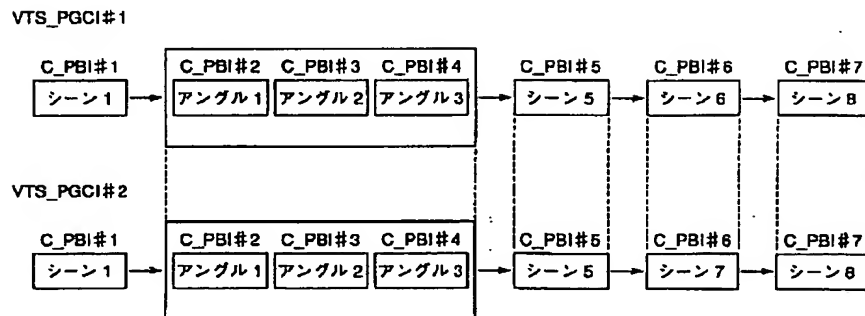 VTS_PGCI#1
C_PBI#1 C_PBI#2 C_PBI#3 C_PBI#4 C_PBI#5 C_PBI#6 C_PBI#7
シーン1 アングル1 アングル2 アングル3 シーン5 シーン6 シーン8
VTS_PGCI#2
C_PBI#1 C_PBI#2 C_PBI#3 C_PBI#4 C_PBI#5 C_PBI#6 C_PBI#7
シーン1 アングル1 アングル2 アングル3 シーン5 シーン7 シーン8